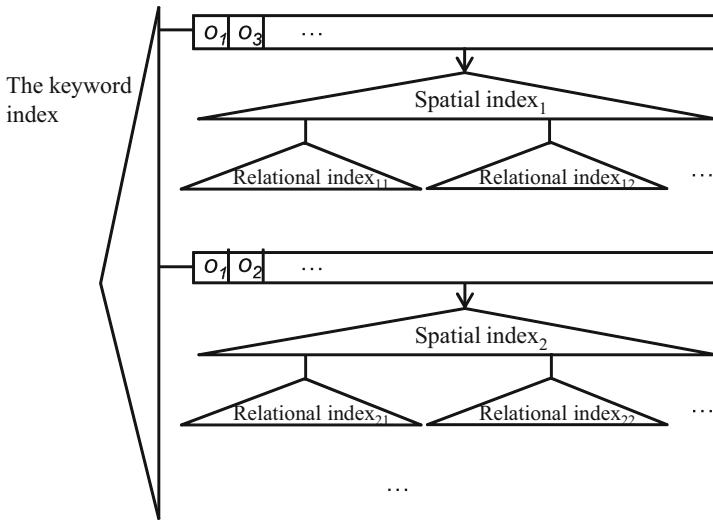 O₁ O₃ ...
The keyword
index
Spatial index₁
Relational index₁₁ Relational index₁₂ ...
O₁ O₂ ...
Spatial index₂
Relational index₂₁ Relational index₂₂ ...
...